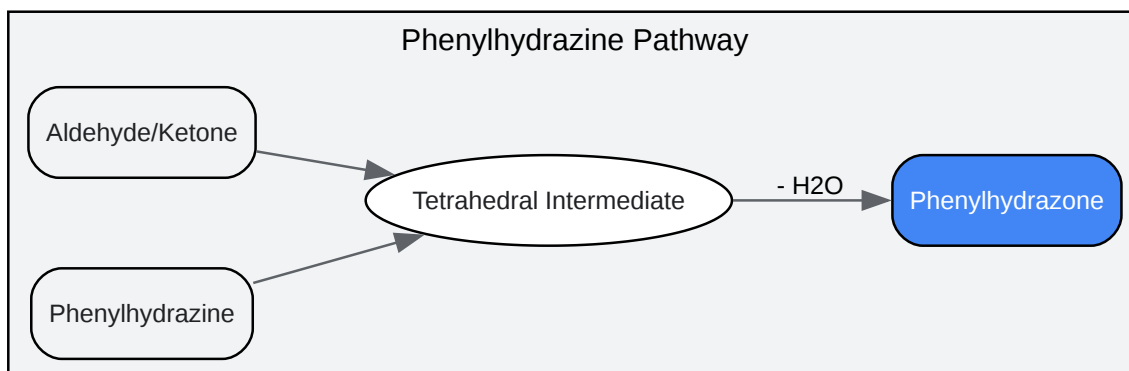 Phenylhydrazine Pathway
Aldehyde/Ketone
Tetrahedral Intermediate
- H2O
Phenylhydrazone
Phenylhydrazine